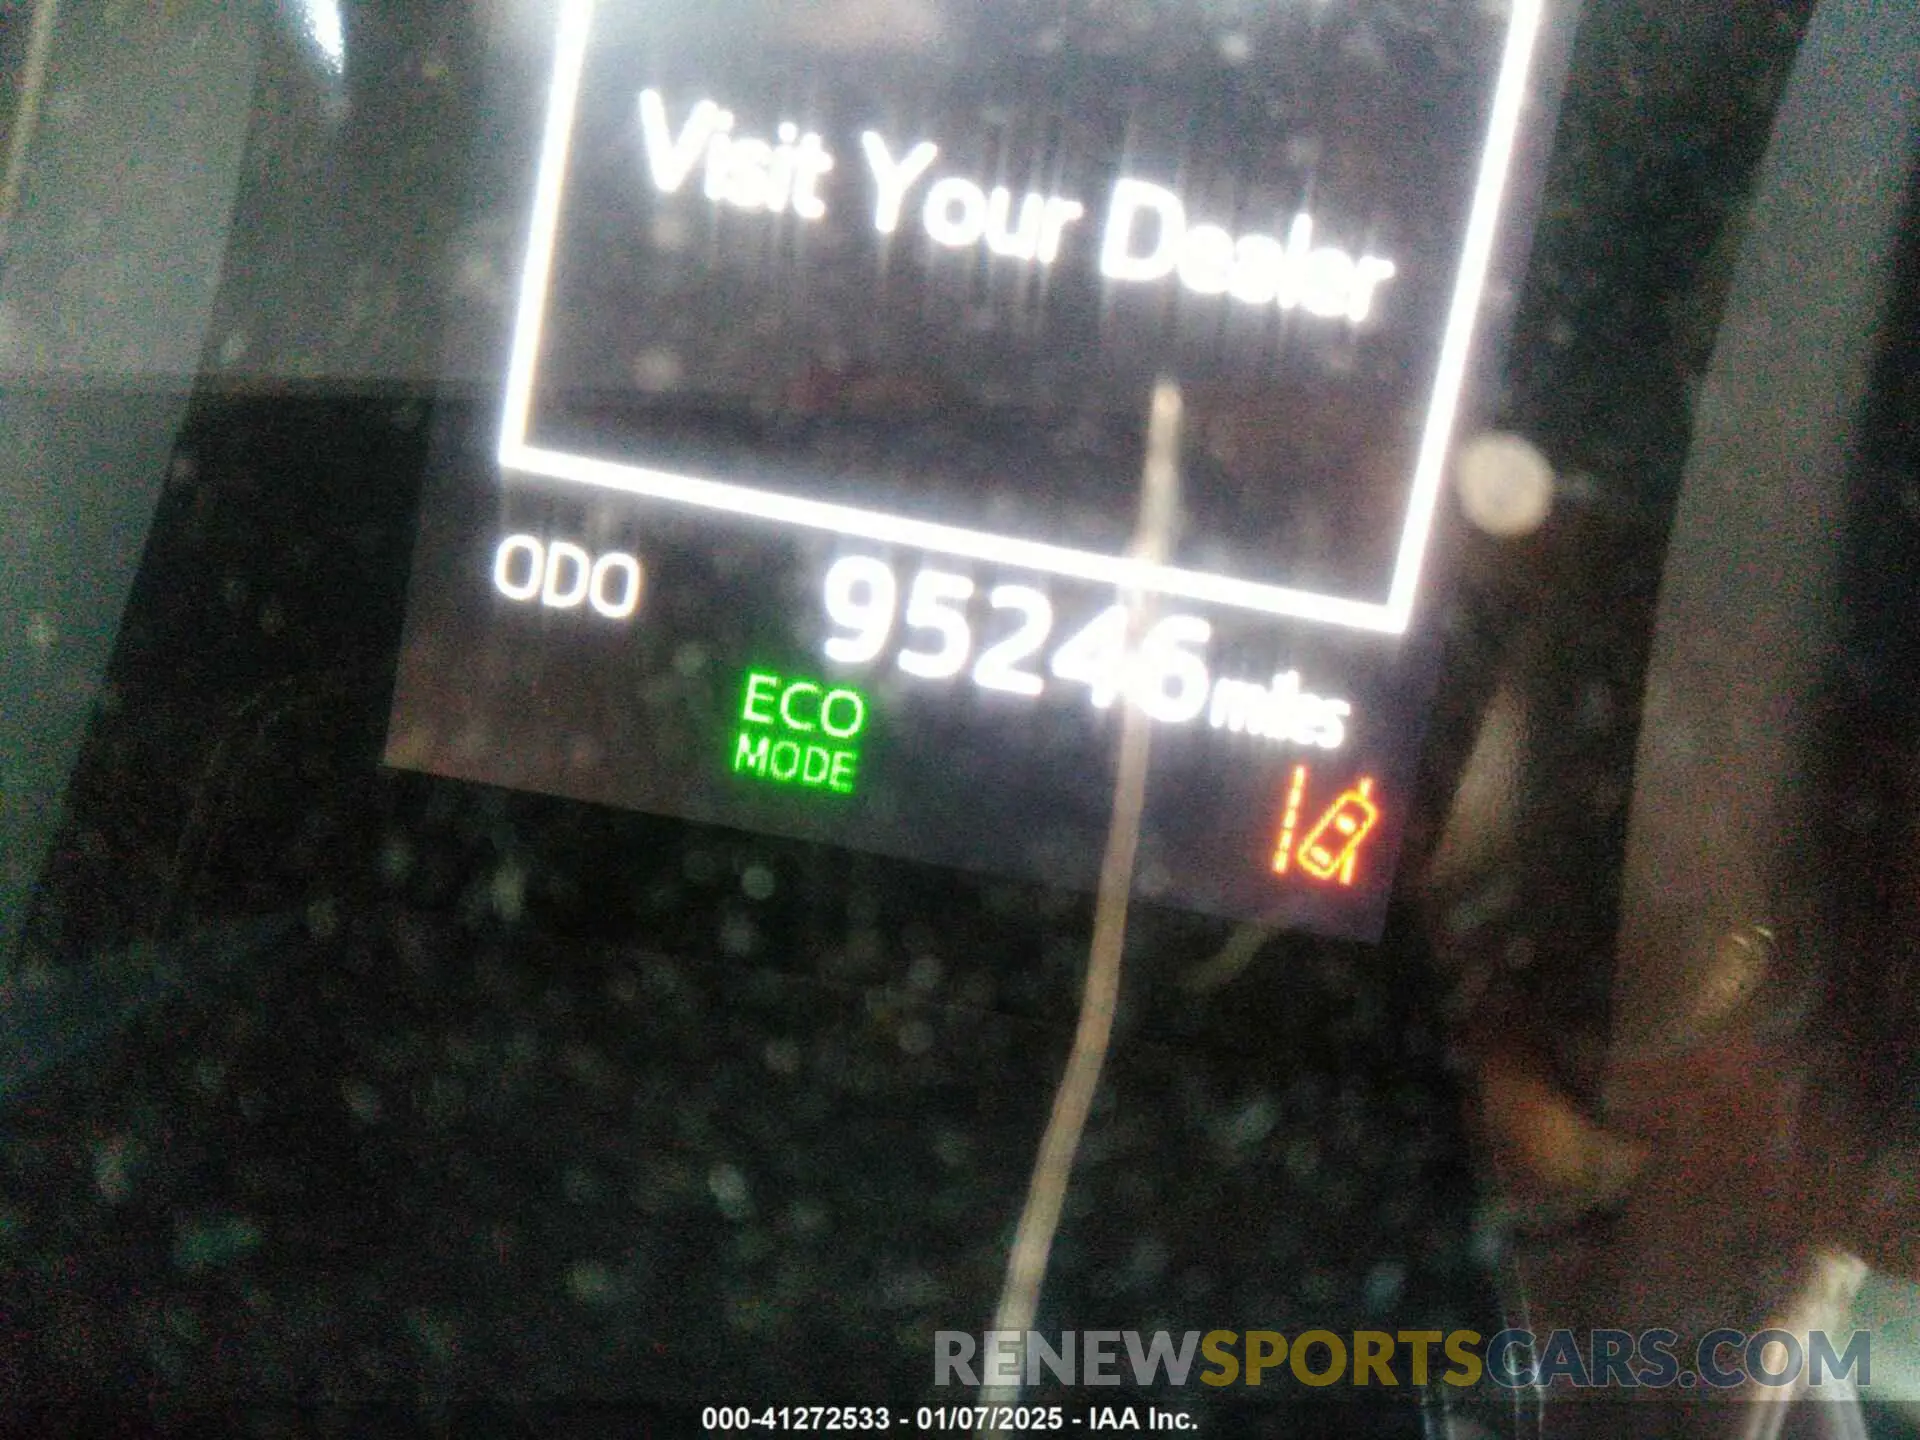 Visit Your Dealer
ODO 95246 miles
ECO
MODE
RENEWSPORTSCARS.COM
000-41272533 - 01/07/2025 - IAA Inc.